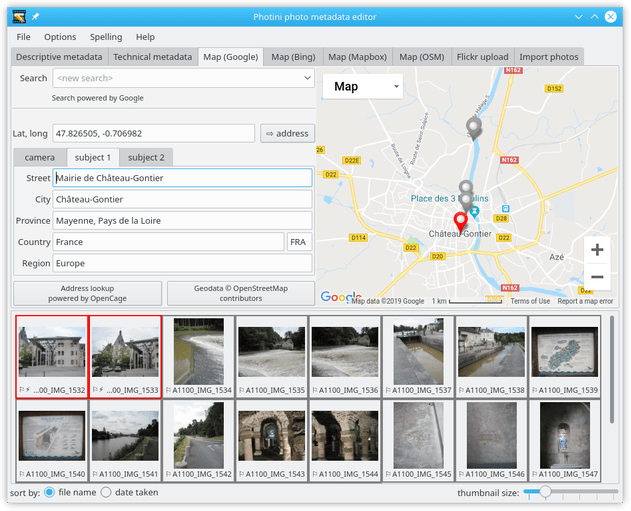 Photini photo metadata editor
File Options Spelling Help
Descriptive metadata Technical metadata Map (Google) Map (Bing) Map (Mapbox) Map (OSM) Flickr upload Import photos
Search <new search>
Search powered by Google
Lat, long 47.826505, -0.706982 ⇨ address
camera subject 1 subject 2
Street Mairie de Château-Gontier
City Château-Gontier
Province Mayenne, Pays de la Loire
Country France FRA
Region Europe
Address lookup
powered by OpenCage
Geodata © OpenStreetMap
contributors
Map
N162
D152
D22E
N162
Place des 3 Moulins
D28
D114
D22
Château-Gontier
D22
D20
Azé
N162
+
−
Google Map data ©2019 Google 1 km Terms of Use Report a map error
...00_IMG_1532 ...00_IMG_1533 A1100_IMG_1534 A1100_IMG_1535 A1100_IMG_1536 A1100_IMG_1537 A1100_IMG_1538 A1100_IMG_1539
A1100_IMG_1540 A1100_IMG_1541 A1100_IMG_1542 A1100_IMG_1543 A1100_IMG_1544 A1100_IMG_1545 A1100_IMG_1546 A1100_IMG_1547
sort by: file name date taken thumbnail size: